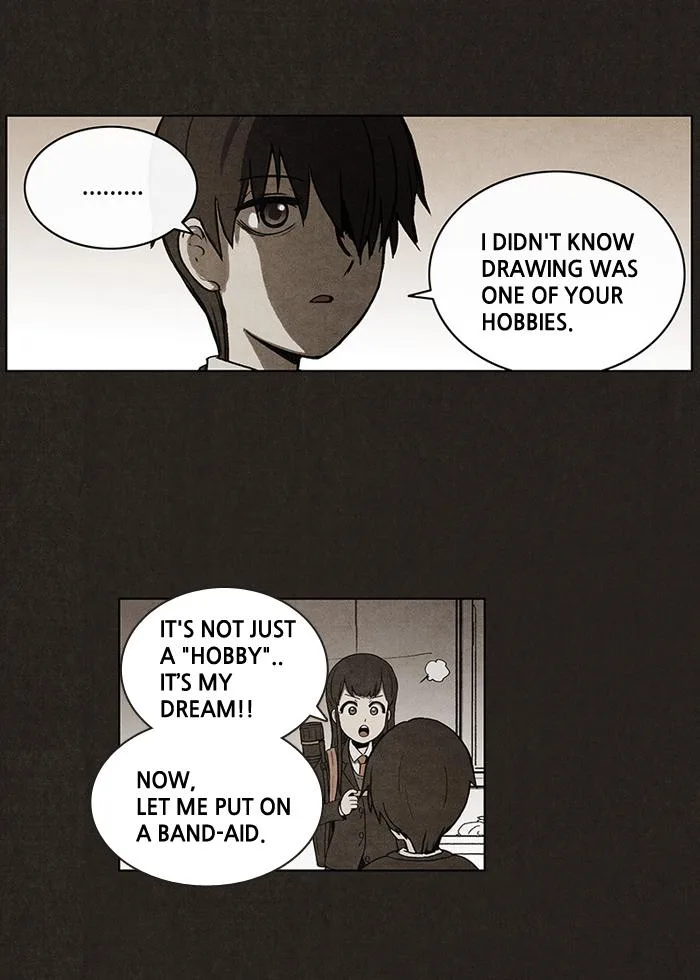 .........
I DIDN'T KNOW
DRAWING WAS
ONE OF YOUR
HOBBIES.
IT'S NOT JUST
A "HOBBY"..
IT'S MY
DREAM!!
NOW,
LET ME PUT ON
A BAND-AID.